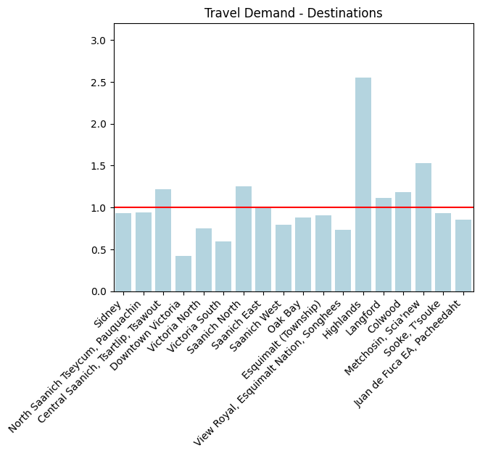 Travel Demand - Destinations
3.0
2.5
2.0
1.5
1.0
0.5
0.0
Sidney
North Saanich Tseycum, Pauquachin
Central Saanich, Tsartlip, Tsawout
Downtown Victoria
Victoria North
Victoria South
Saanich North
Saanich East
Saanich West
Oak Bay
Esquimalt (Township)
View Royal, Esquimalt Nation, Songhees
Highlands
Langford
Colwood
Metchosin, Scia'new
Sooke, T'souke
Juan de Fuca EA, Pacheedaht